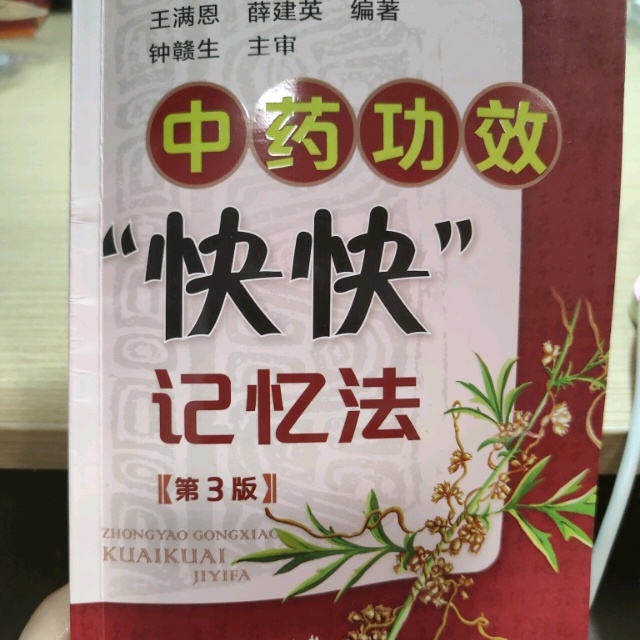 王满恩 薛建英 编著
钟赣生 主审
中药功效
“快快”
记忆法
【第3版】
ZHONGYAO GONGXIAO
KUAIKUAI
JIYIFA